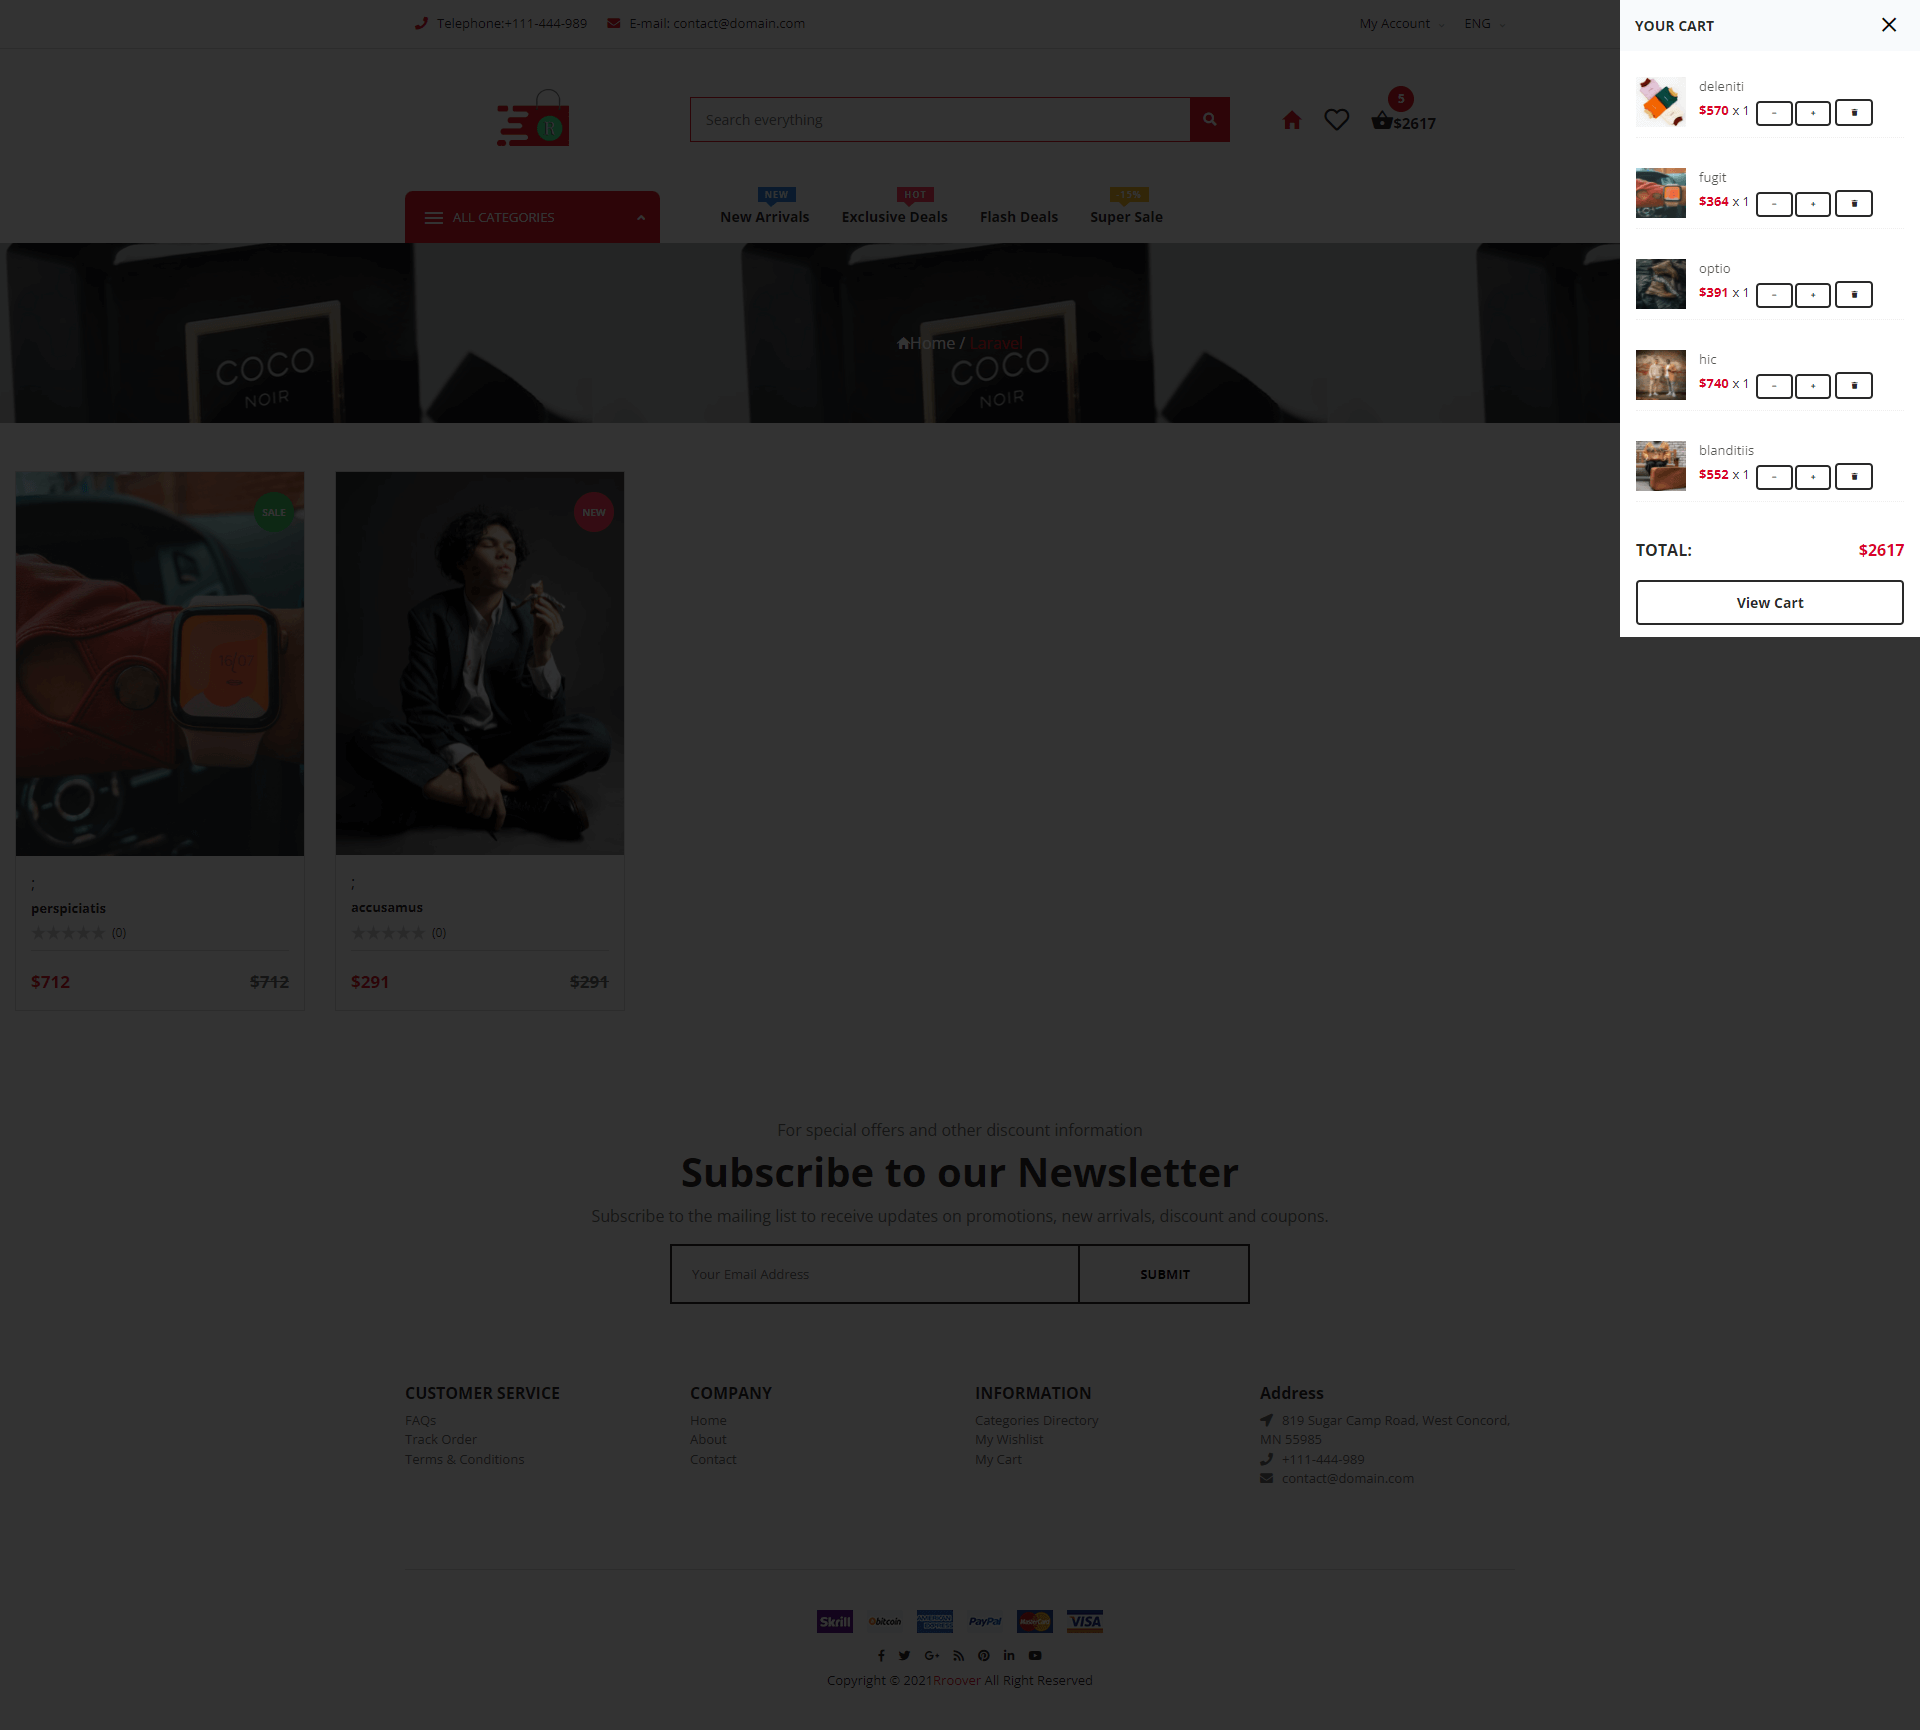 Telephone:+111-444-989 E-mail: contact@domain.com My Account ENG
YOUR CART
R
Search everything
5
$2617
ALL CATEGORIES
NEW HOT -15%
New Arrivals Exclusive Deals Flash Deals Super Sale
Home / Laravel
COCO
NOIR
COCO
NOIR
deleniti
$570 x 1 - +
fugit
$364 x 1 - +
optio
$391 x 1 - +
hic
$740 x 1 - +
blanditiis
$552 x 1 - +
TOTAL: $2617
View Cart
SALE
;
perspiciatis
(0)
$712 $712
NEW
;
accusamus
(0)
$291 $291
For special offers and other discount information
Subscribe to our Newsletter
Subscribe to the mailing list to receive updates on promotions, new arrivals, discount and coupons.
Your Email Address SUBMIT
CUSTOMER SERVICE
FAQs
Track Order
Terms & Conditions
COMPANY
Home
About
Contact
INFORMATION
Categories Directory
My Wishlist
My Cart
Address
819 Sugar Camp Road, West Concord,
MN 55985
+111-444-989
contact@domain.com
Skrill bitcoin AMERICAN EXPRESS PayPal MasterCard VISA
Copyright © 2021Rroover All Right Reserved